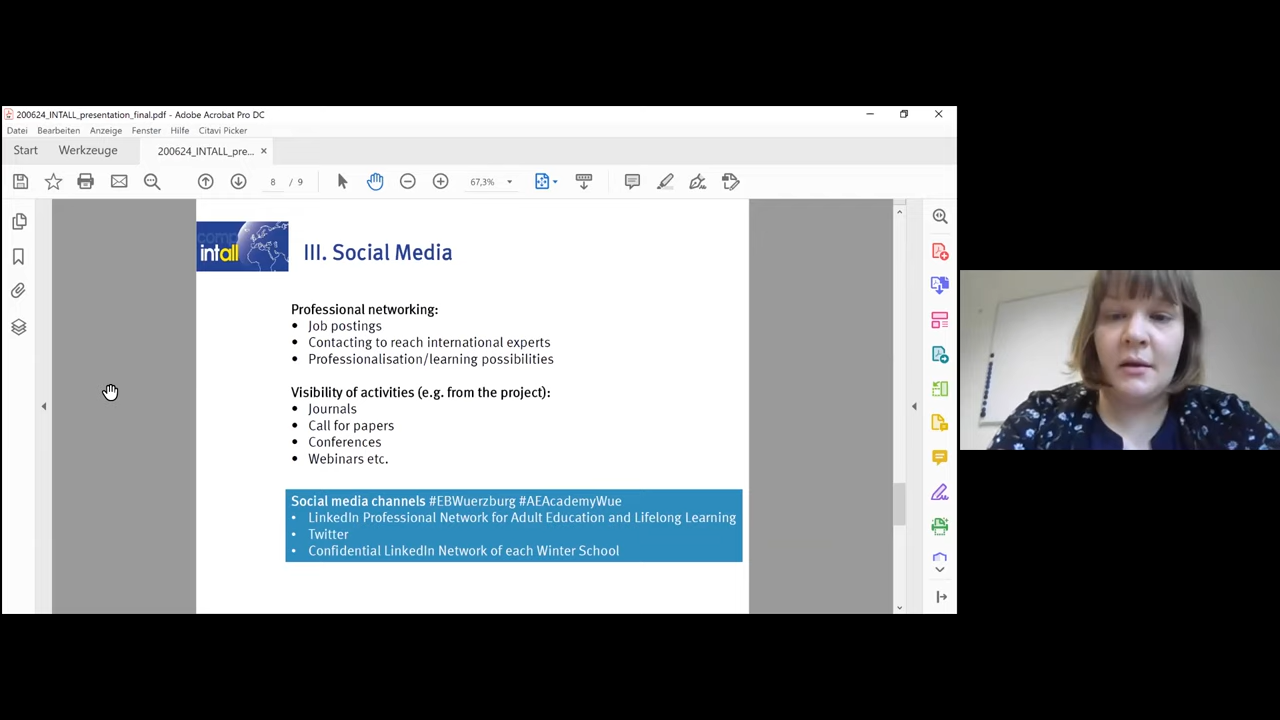 200624_INTALL_presentation_final.pdf - Adobe Acrobat Pro DC
Datei Bearbeiten Anzeige Fenster Hilfe Citavi Picker
Start Werkzeuge 200624_INTALL_pre... ×
8 / 9 67,3%
comp
intall
III. Social Media
Professional networking:
• Job postings
• Contacting to reach international experts
• Professionalisation/learning possibilities
Visibility of activities (e.g. from the project):
• Journals
• Call for papers
• Conferences
• Webinars etc.
Social media channels #EBWuerzburg #AEAcademyWue
• LinkedIn Professional Network for Adult Education and Lifelong Learning
• Twitter
• Confidential LinkedIn Network of each Winter School